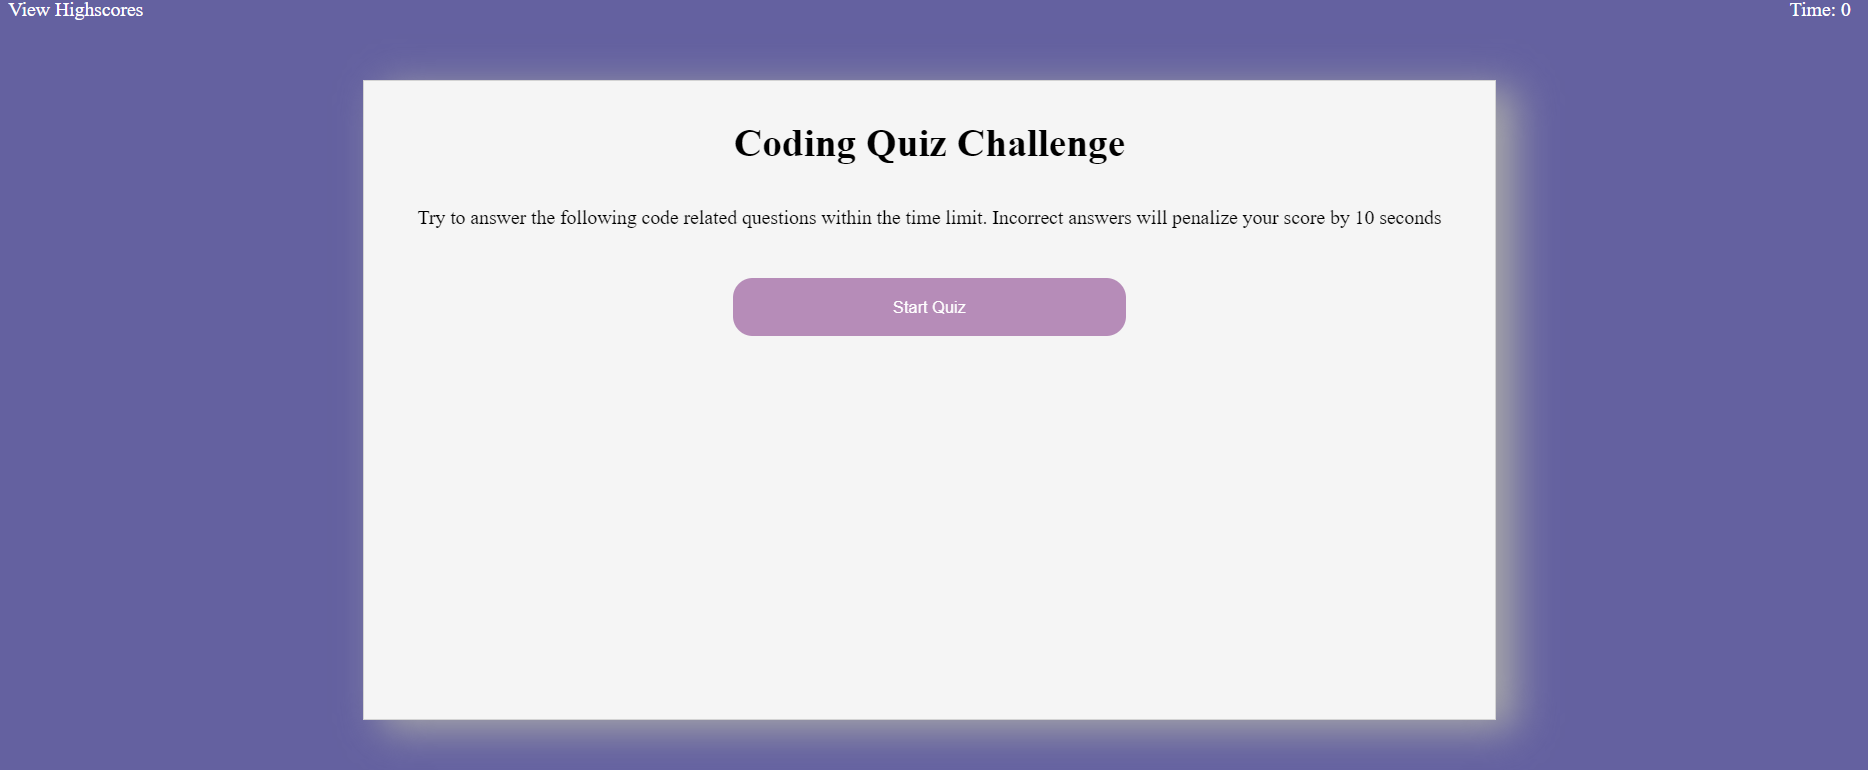 View Highscores
Time: 0
Coding Quiz Challenge
Try to answer the following code related questions within the time limit. Incorrect answers will penalize your score by 10 seconds
Start Quiz